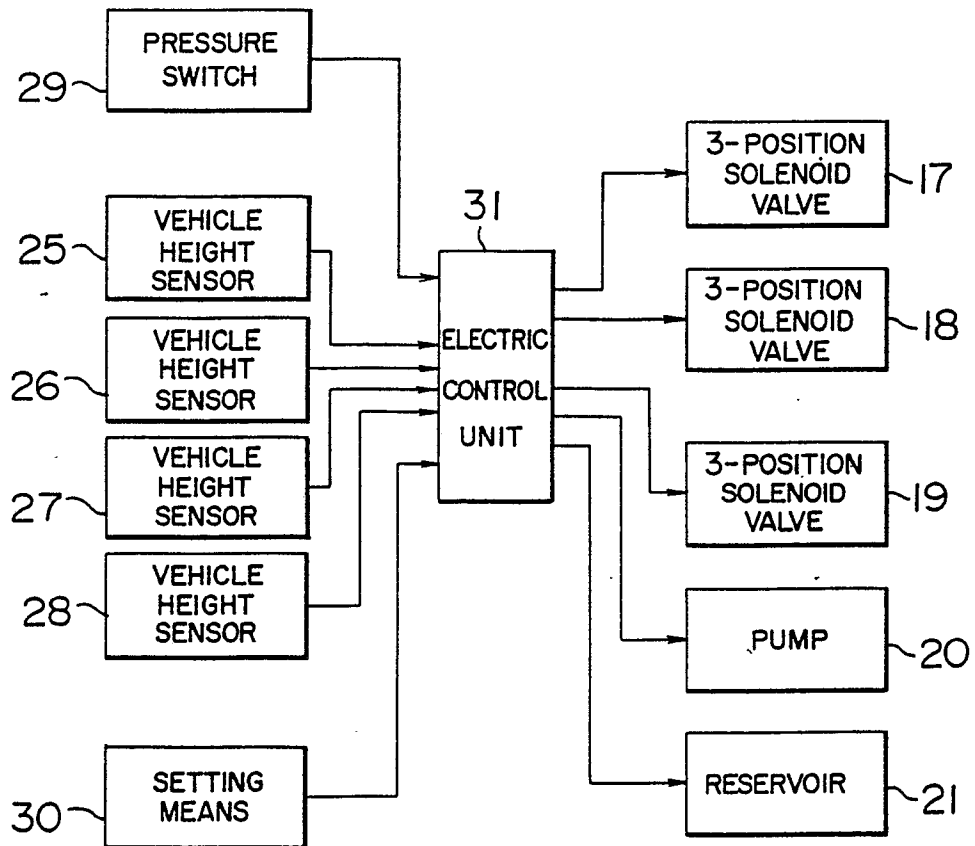 PRESSURE
SWITCH
29
VEHICLE
HEIGHT
SENSOR
25
VEHICLE
HEIGHT
SENSOR
26
VEHICLE
HEIGHT
SENSOR
27
VEHICLE
HEIGHT
SENSOR
28
SETTING
MEANS
30
31
ELECTRIC
CONTROL
UNIT
3-POSITION
SOLENOID
VALVE
17
3-POSITION
SOLENOID
VALVE
18
3-POSITION
SOLENOID
VALVE
19
PUMP
20
RESERVOIR
21